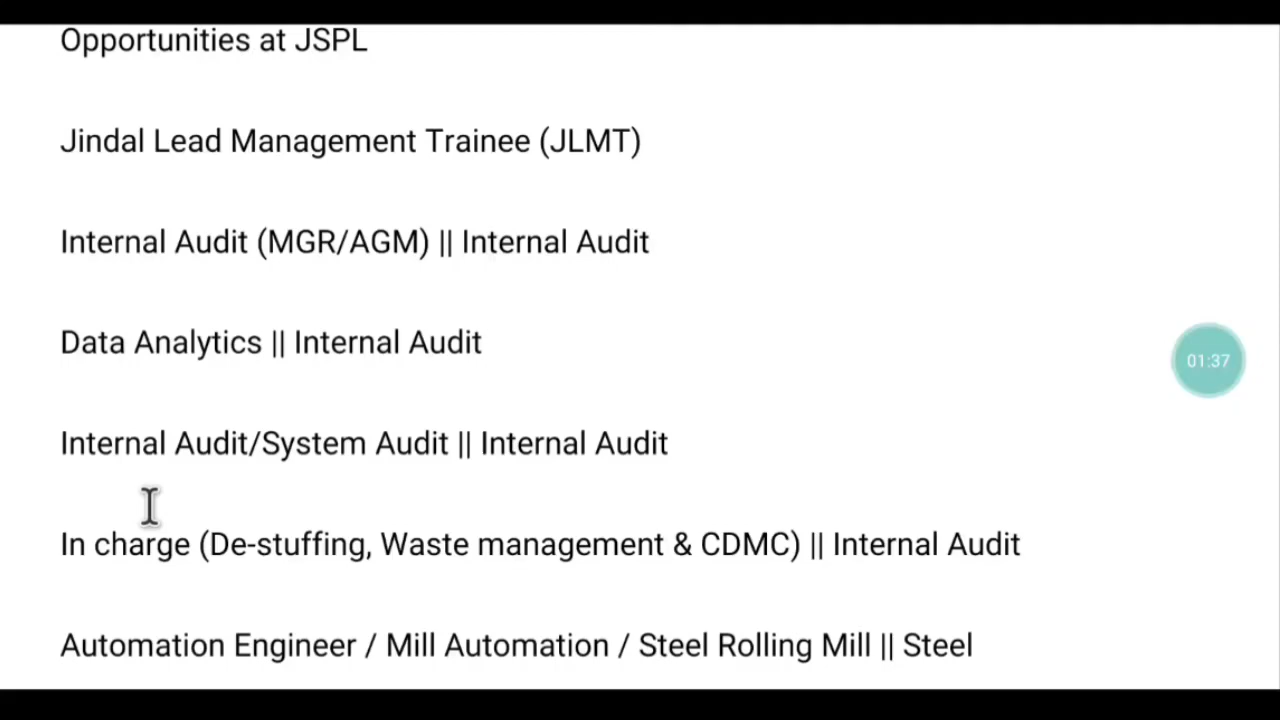 Opportunities at JSPL
Jindal Lead Management Trainee (JLMT)
Internal Audit (MGR/AGM) || Internal Audit
Data Analytics || Internal Audit
01:37
Internal Audit/System Audit || Internal Audit
In charge (De-stuffing, Waste management & CDMC) || Internal Audit
Automation Engineer / Mill Automation / Steel Rolling Mill || Steel